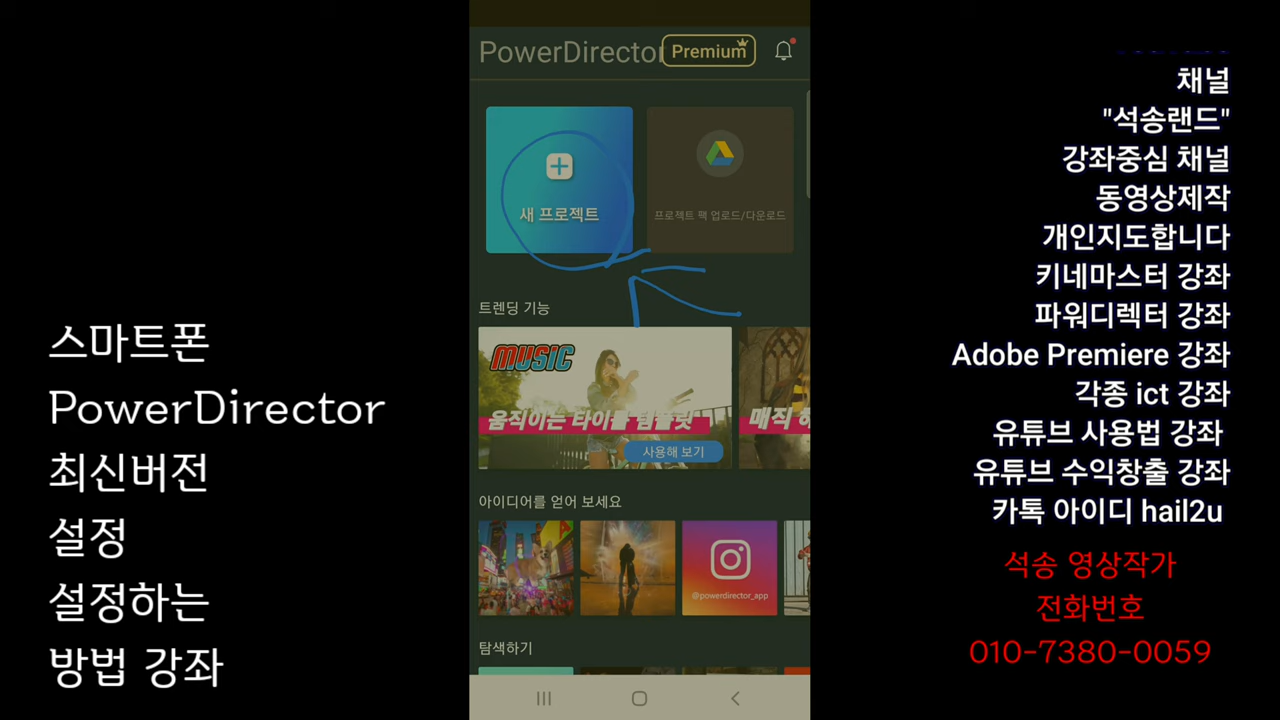 스마트폰
PowerDirector
최신버전
설정
설정하는
방법 강좌
PowerDirector
Premium
새 프로젝트
프로젝트 팩 업로드/다운로드
트렌딩 기능
MUSIC
움직이는 타이틀 템플릿
매직
사용해 보기
아이디어를 얻어 보세요
@powerdirector_app
탐색하기
채널
"석송랜드"
강좌중심 채널
동영상제작
개인지도합니다
키네마스터 강좌
파워디렉터 강좌
Adobe Premiere 강좌
각종 ict 강좌
유튜브 사용법 강좌
유튜브 수익창출 강좌
카톡 아이디 hail2u
석송 영상작가
전화번호
010-7380-0059